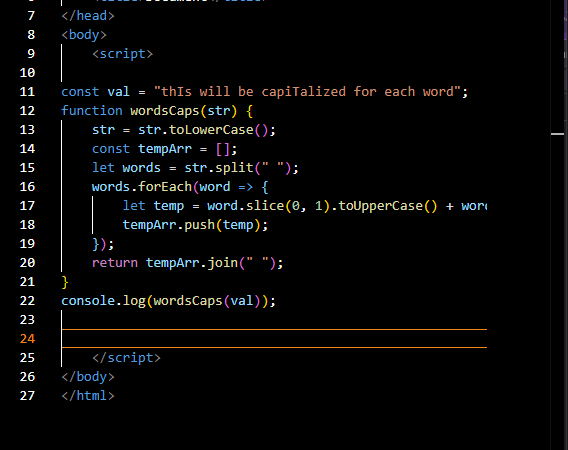 7 </head>
8 <body>
9 <script>
10
11 const val = "thIs will be capiTalized for each word";
12 function wordsCaps(str) {
13 str = str.toLowerCase();
14 const tempArr = [];
15 let words = str.split(" ");
16 words.forEach(word => {
17 let temp = word.slice(0, 1).toUpperCase() + word
18 tempArr.push(temp);
19 });
20 return tempArr.join(" ");
21 }
22 console.log(wordsCaps(val));
23
24
25 </script>
26 </body>
27 </html>